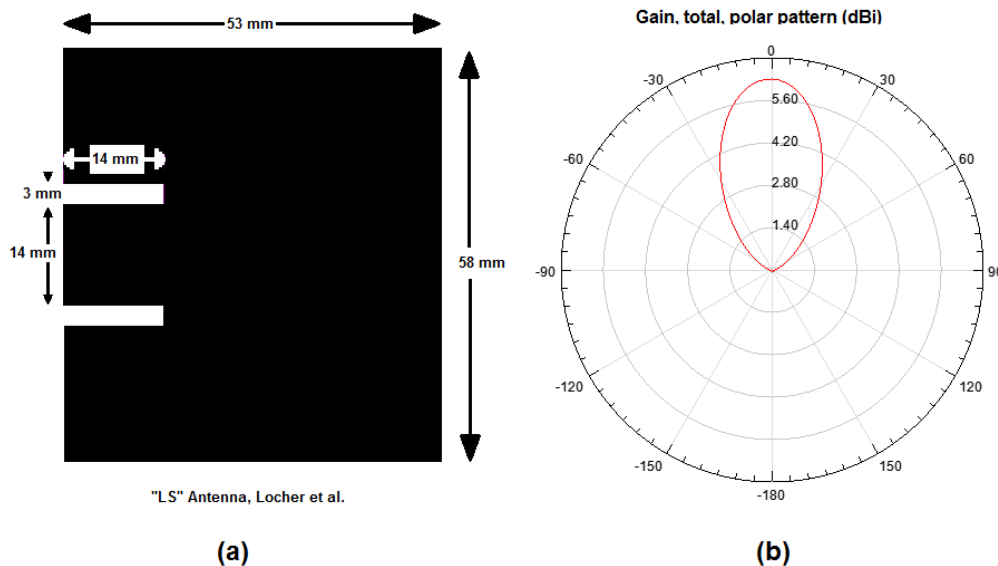 53 mm
14 mm
3 mm
14 mm
58 mm
"LS" Antenna, Locher et al.
(a)
Gain, total, polar pattern (dBi)
0
-30
30
5.60
4.20
-60
60
2.80
1.40
-90
90
-120
120
-150
150
-180
(b)